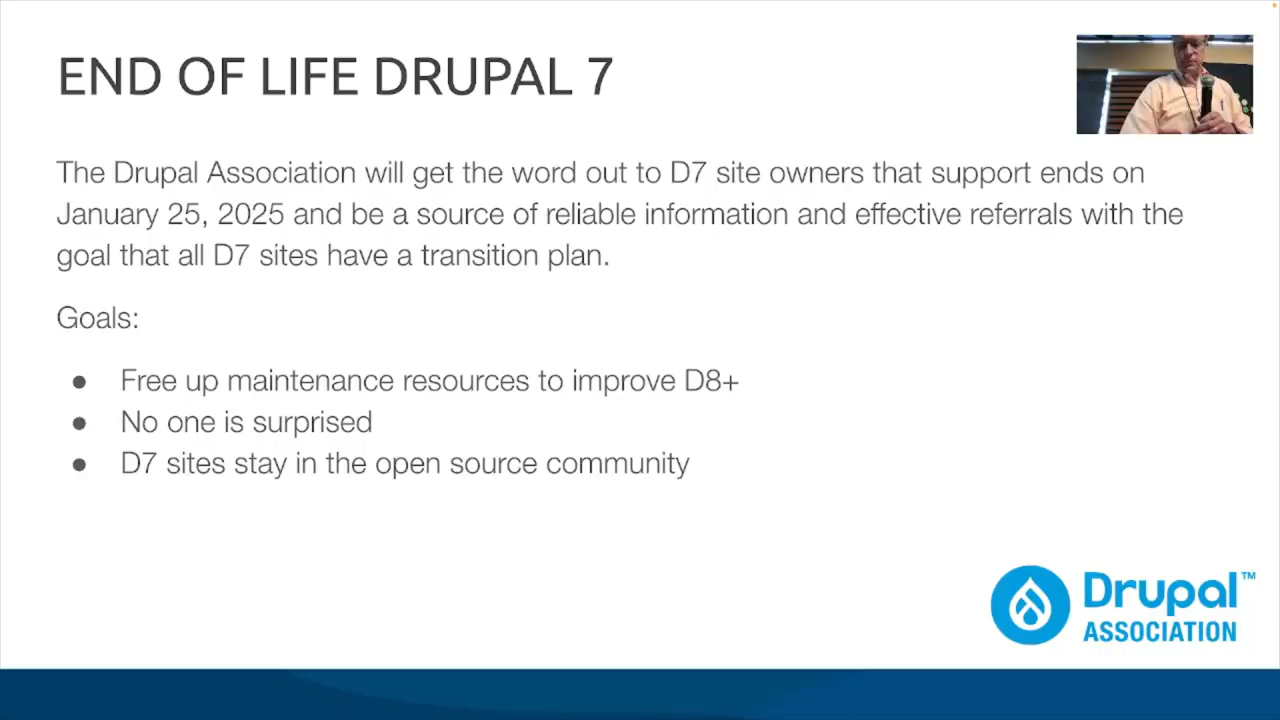 END OF LIFE DRUPAL 7
The Drupal Association will get the word out to D7 site owners that support ends on
January 25, 2025 and be a source of reliable information and effective referrals with the
goal that all D7 sites have a transition plan.
Goals:
● Free up maintenance resources to improve D8+
● No one is surprised
● D7 sites stay in the open source community
Drupal™
ASSOCIATION